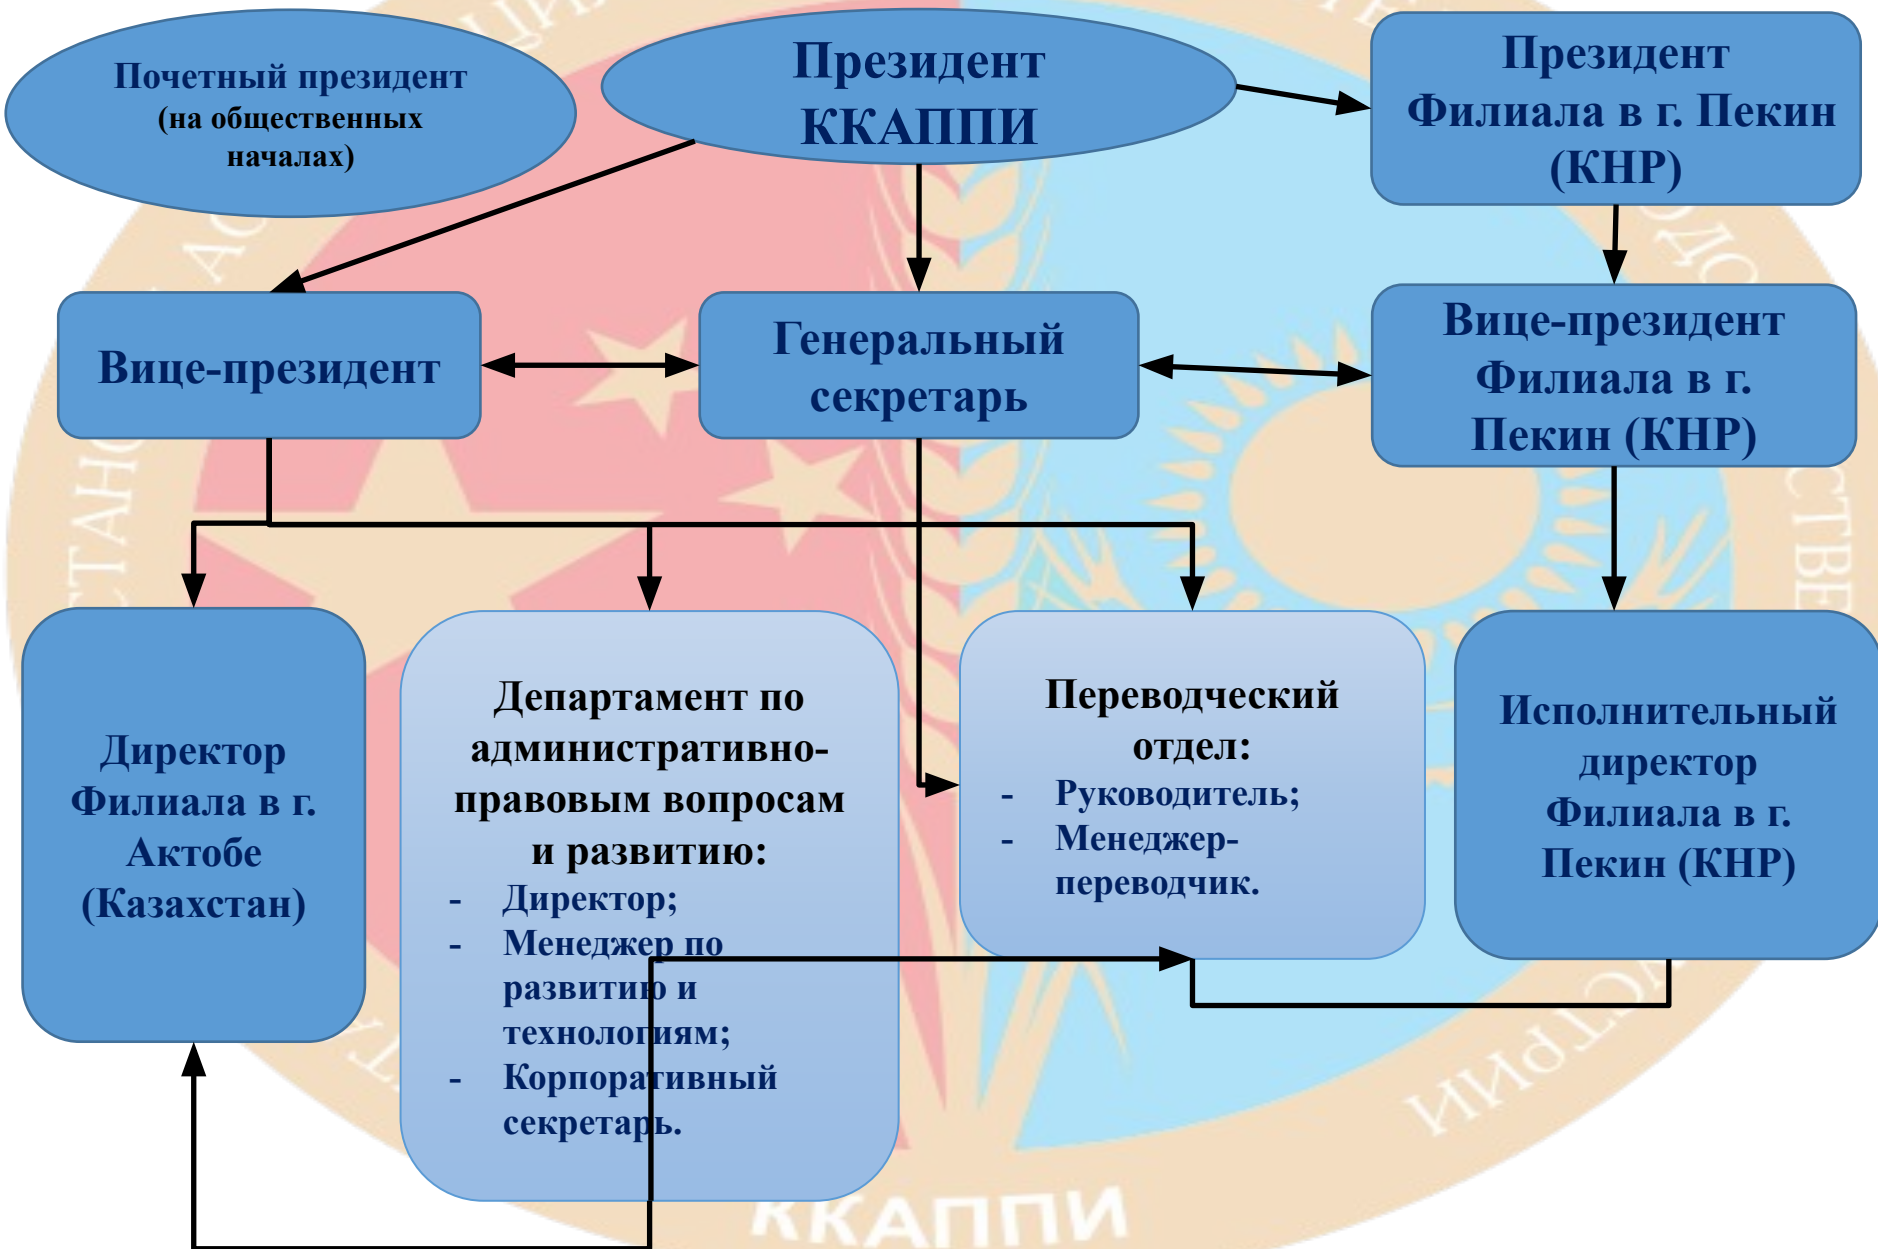 Почетный президент
(на общественных
началах)
Президент
ККАППИ
Президент
Филиала в г. Пекин
(КНР)
Вице-президент
Генеральный
секретарь
Вице-президент
Филиала в г.
Пекин (КНР)
Директор
Филиала в г.
Актобе
(Казахстан)
Департамент по
административно-
правовым вопросам
и развитию:
- Директор;
- Менеджер по
развитию и
технологиям;
- Корпоративный
секретарь.
Переводческий
отдел:
- Руководитель;
- Менеджер-
переводчик.
Исполнительный
директор
Филиала в г.
Пекин (КНР)
ККАППИ